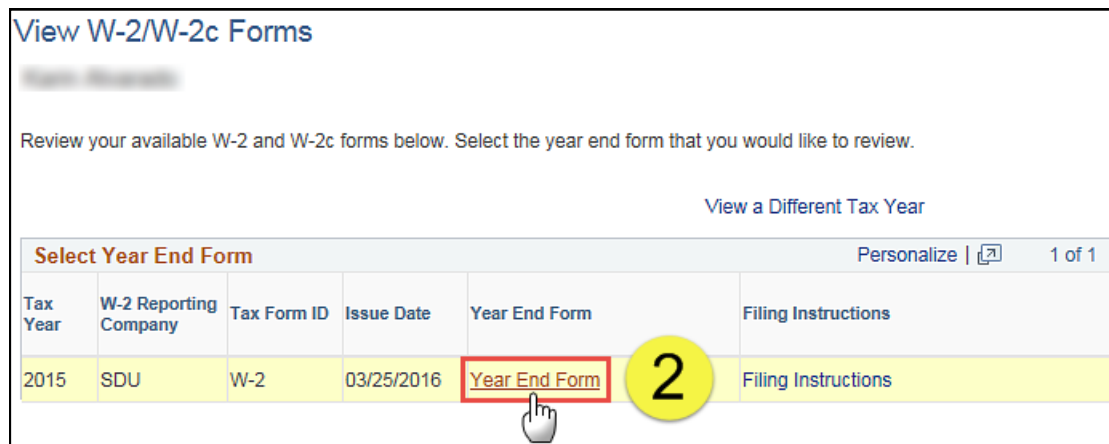 View W-2/W-2c Forms
Review your available W-2 and W-2c forms below. Select the year end form that you would like to review.
View a Different Tax Year
Select Year End Form Personalize | 1 of 1
Tax Year W-2 Reporting Company Tax Form ID Issue Date Year End Form Filing Instructions
2015 SDU W-2 03/25/2016 Year End Form 2 Filing Instructions